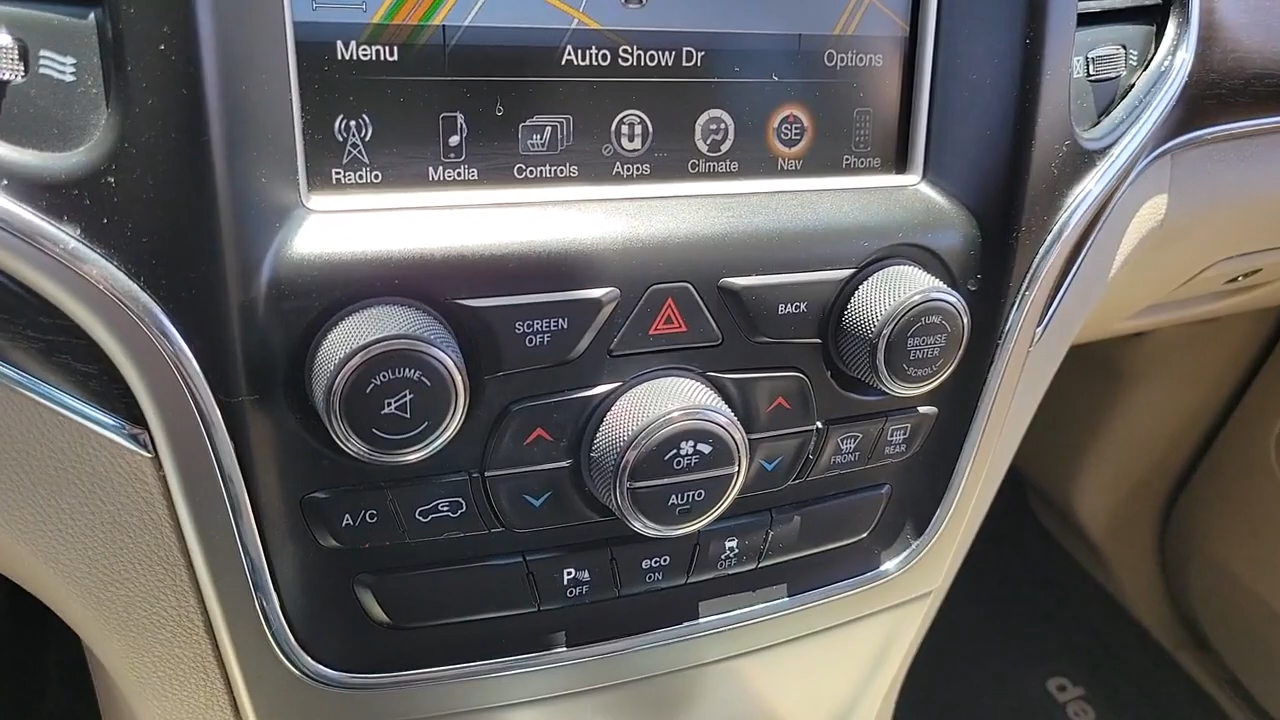 Menu
Auto Show Dr
Options
Radio
Media
Controls
Apps
Climate
SE
Nav
Phone
SCREEN
OFF
BACK
VOLUME
TUNE
BROWSE
ENTER
SCROLL
OFF
AUTO
FRONT
REAR
A/C
P
OFF
eco
ON
OFF